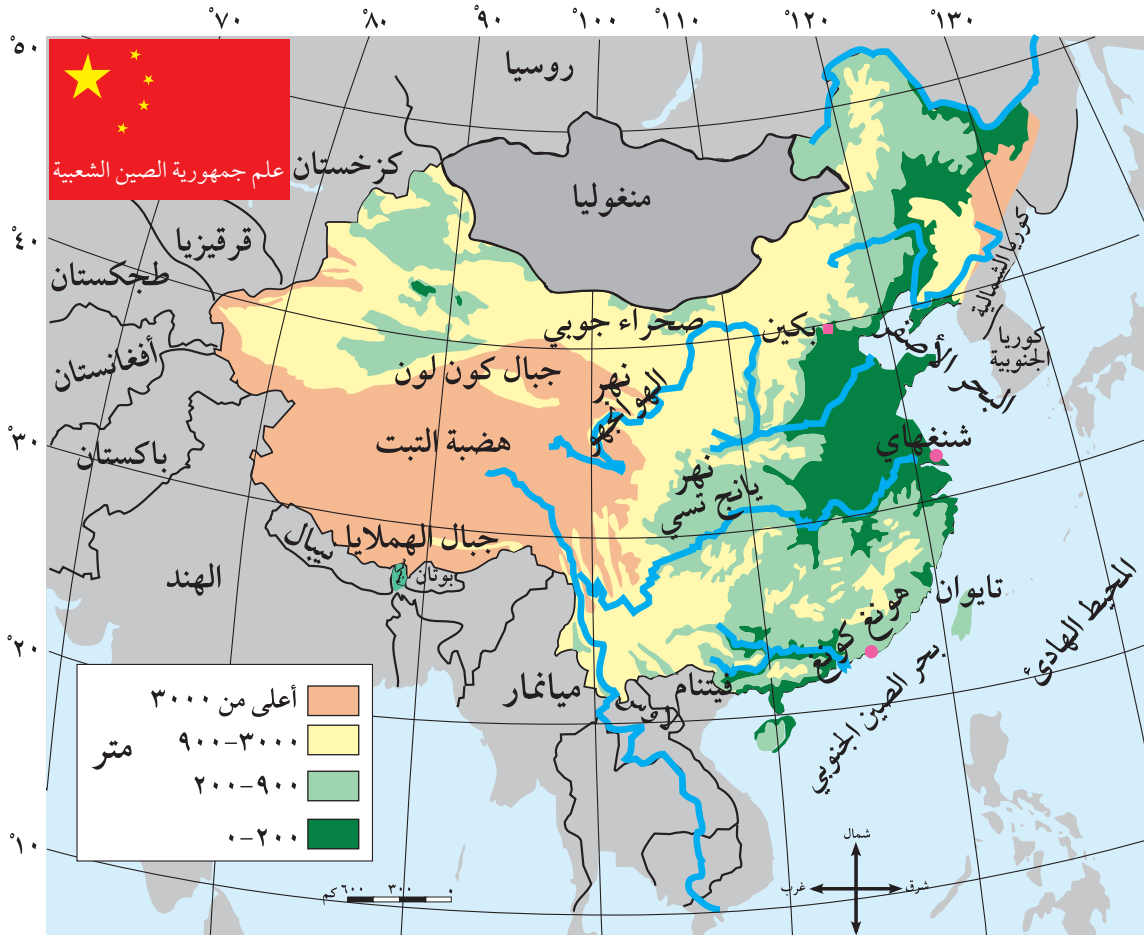 °٧٠
°٨٠
°٩٠
°١٠٠
°١١٠
°١٢٠
°١٣٠
°٥٠
°٤٠
°٣٠
°٢٠
°١٠
علم جمهورية الصين الشعبية
روسيا
كزخستان
منغوليا
قرقيزيا
طجكستان
أفغانستان
باكستان
الهند
نيبال
بوتان
ميانمار
لاوس
فيتنام
كوريا الشمالية
كوريا
الجنوبية
صحراء جوبي
بكين
جبال كون لون
نهر
الهوانجهو
هضبة التبت
نهر
يانج تسي
شنغهاي
جبال الهملايا
هونغ كونغ
تايوان
البحر الأصفر
بحر الصين الجنوبي
المحيط الهادئ
أعلى من ٣٠٠٠
٩٠٠-٣٠٠٠
٢٠٠-٩٠٠
٠-٢٠٠
متر
٠ ٣٠٠ ٦٠٠ كم
شمال
شرق
غرب